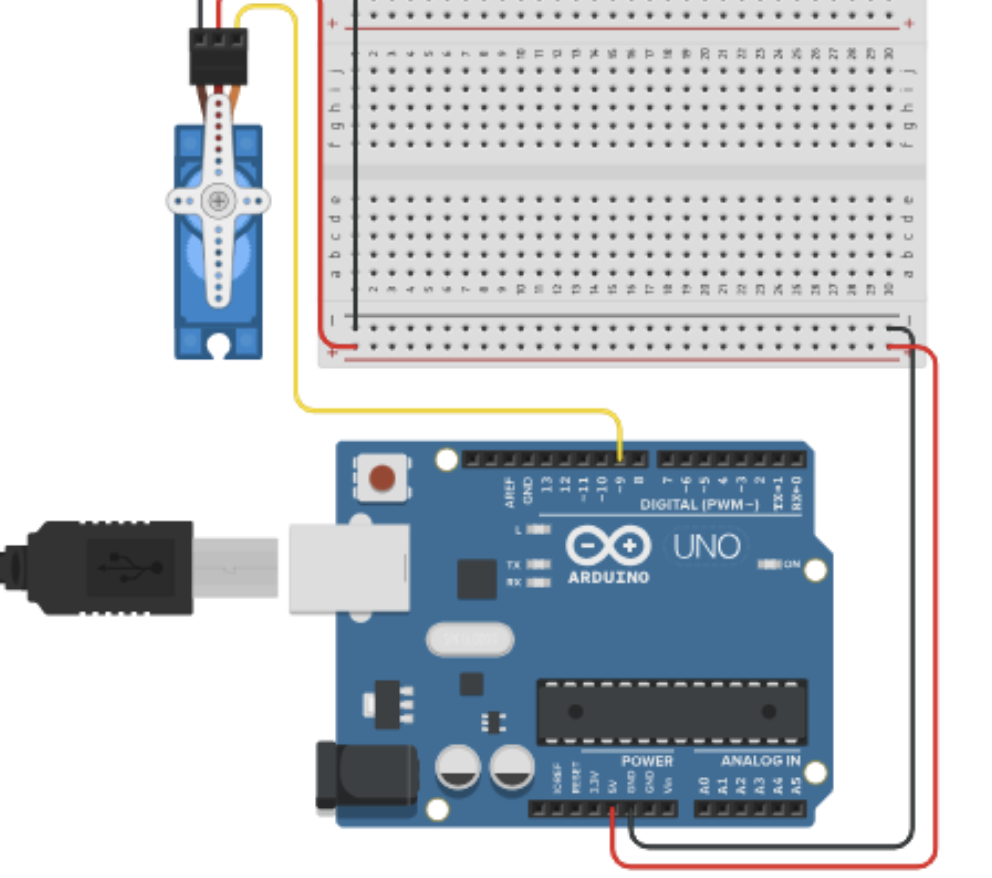 + +
1 2 3 4 5 6 7 8 9 10 11 12 13 14 15 16 17 18 19 20 21 22 23 24 25 26 27 28 29 30
j j
i i
h h
g g
f f
e e
d d
c c
b b
a a
1 2 3 4 5 6 7 8 9 10 11 12 13 14 15 16 17 18 19 20 21 22 23 24 25 26 27 28 29 30
− −
+ +
AREF GND 13 12 ~11 ~10 ~9 8 7 ~6 ~5 4 ~3 2 TX→1 RX←0
DIGITAL (PWM~)
L
UNO
TX
ON
RX
ARDUINO
POWER ANALOG IN
IOREF RESET 3.3V 5V GND GND Vin A0 A1 A2 A3 A4 A5